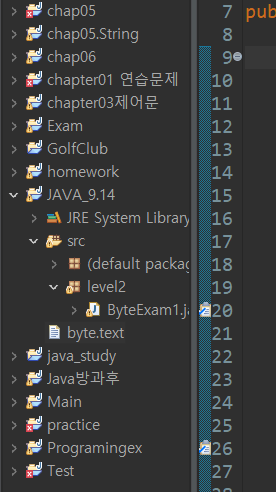 chap05
chap05.String
chap06
chapter01 연습문제
chapter03제어문
Exam
GolfClub
homework
JAVA_9.14
JRE System Library
src
(default packag
level2
ByteExam1.ja
byte.text
java_study
Java방과후
Main
practice
Programingex
Test
7 pub
8
9
10
11
12
13
14
15
16
17
18
19
20
21
22
23
24
25
26
27